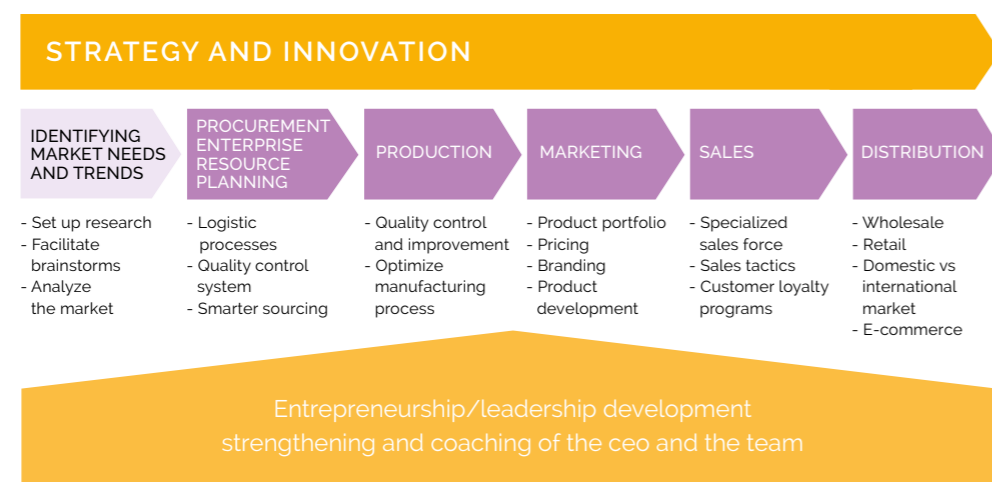 STRATEGY AND INNOVATION
IDENTIFYING
MARKET NEEDS
AND TRENDS
- Set up research
- Facilitate
brainstorms
- Analyze
the market
PROCUREMENT
ENTERPRISE
RESOURCE
PLANNING
- Logistic
processes
- Quality control
system
- Smarter sourcing
PRODUCTION
- Quality control
and improvement
- Optimize
manufacturing
process
MARKETING
- Product portfolio
- Pricing
- Branding
- Product
development
SALES
- Specialized
sales force
- Sales tactics
- Customer loyalty
programs
DISTRIBUTION
- Wholesale
- Retail
- Domestic vs
international
market
- E-commerce
Entrepreneurship/leadership development
strengthening and coaching of the ceo and the team